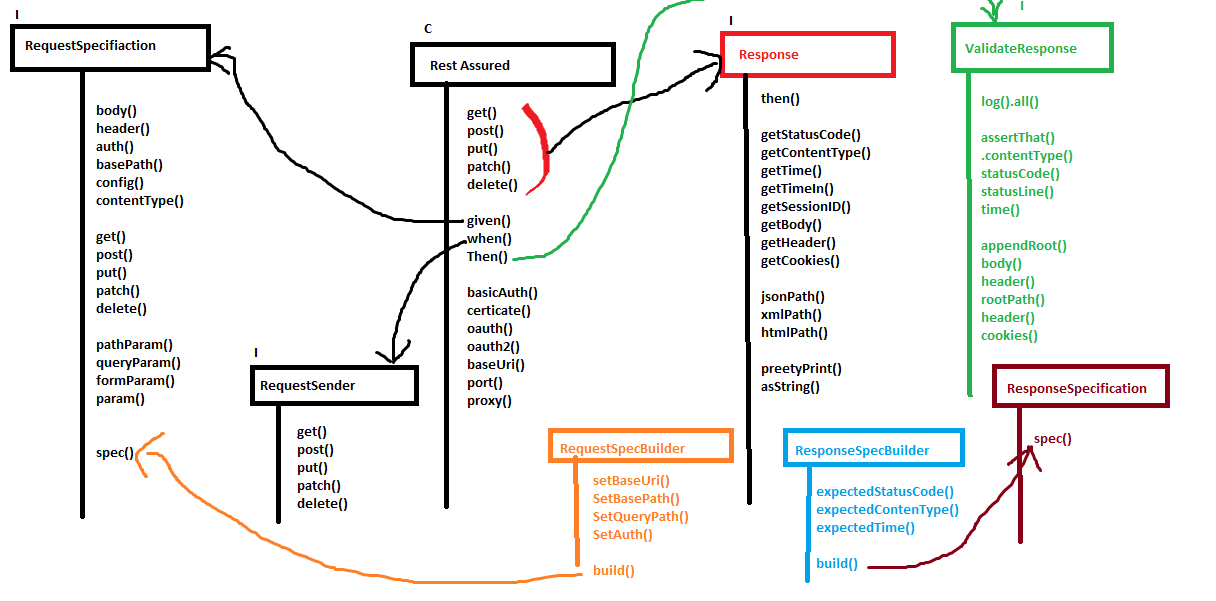 I
RequestSpecifiaction
body()
header()
auth()
basePath()
config()
contentType()
get()
post()
put()
patch()
delete()
pathParam()
queryParam()
formParam()
param()
spec()
C
Rest Assured
get()
post()
put()
patch()
delete()
given()
when()
Then()
basicAuth()
certicate()
oauth()
oauth2()
baseUri()
port()
proxy()
I
RequestSender
get()
post()
put()
patch()
delete()
I
Response
then()
getStatusCode()
getContentType()
getTime()
getTimeIn()
getSessionID()
getBody()
getHeader()
getCookies()
jsonPath()
xmlPath()
htmlPath()
preetyPrint()
asString()
I
ValidateResponse
log().all()
assertThat()
.contentType()
statusCode()
statusLine()
time()
appendRoot()
body()
header()
rootPath()
header()
cookies()
RequestSpecBuilder
setBaseUri()
SetBasePath()
SetQueryPath()
SetAuth()
build()
ResponseSpecBuilder
expectedStatusCode()
expectedContenType()
expectedTime()
build()
ResponseSpecification
spec()